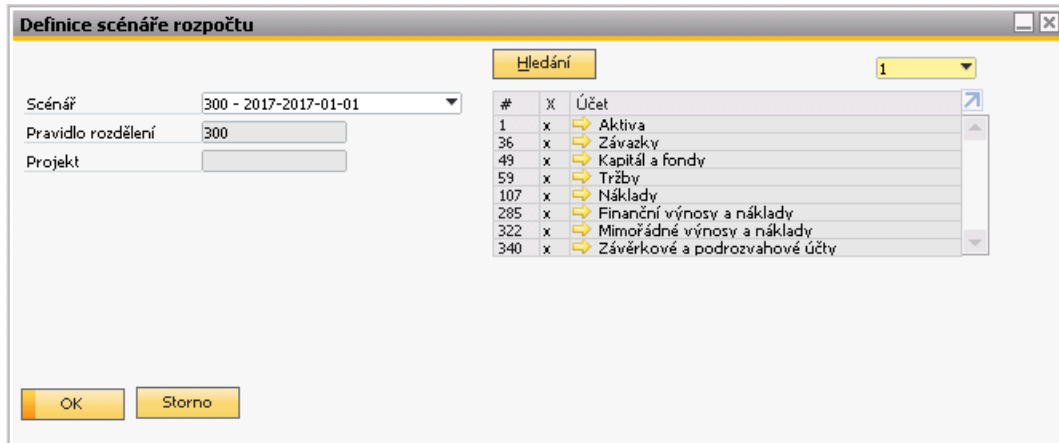 Definice scénáře rozpočtu
Hledání
1
Scénář 300 - 2017-2017-01-01
Pravidlo rozdělení 300
Projekt
# X Účet
1 x Aktiva
36 x Závazky
49 x Kapitál a fondy
59 x Tržby
107 x Náklady
285 x Finanční výnosy a náklady
322 x Mimořádné výnosy a náklady
340 x Závěrkové a podrozvahové účty
OK Storno